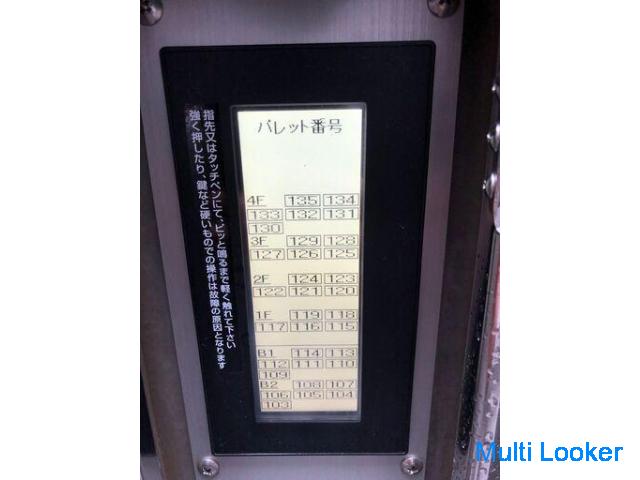 パレット番号
4F 135 134
133 132 131
130
3F 129 128
127 126 125
2F 124 123
122 121 120
1F 119 118
117 116 115
B1 114 113
112 111 110
109
B2 108 107
106 105 104
103
指先又はタッチペンにて、ピッと鳴るまで軽く触れて下さい
強く押したり、鍵など硬いものでの操作は故障の原因となります
Multi Looker